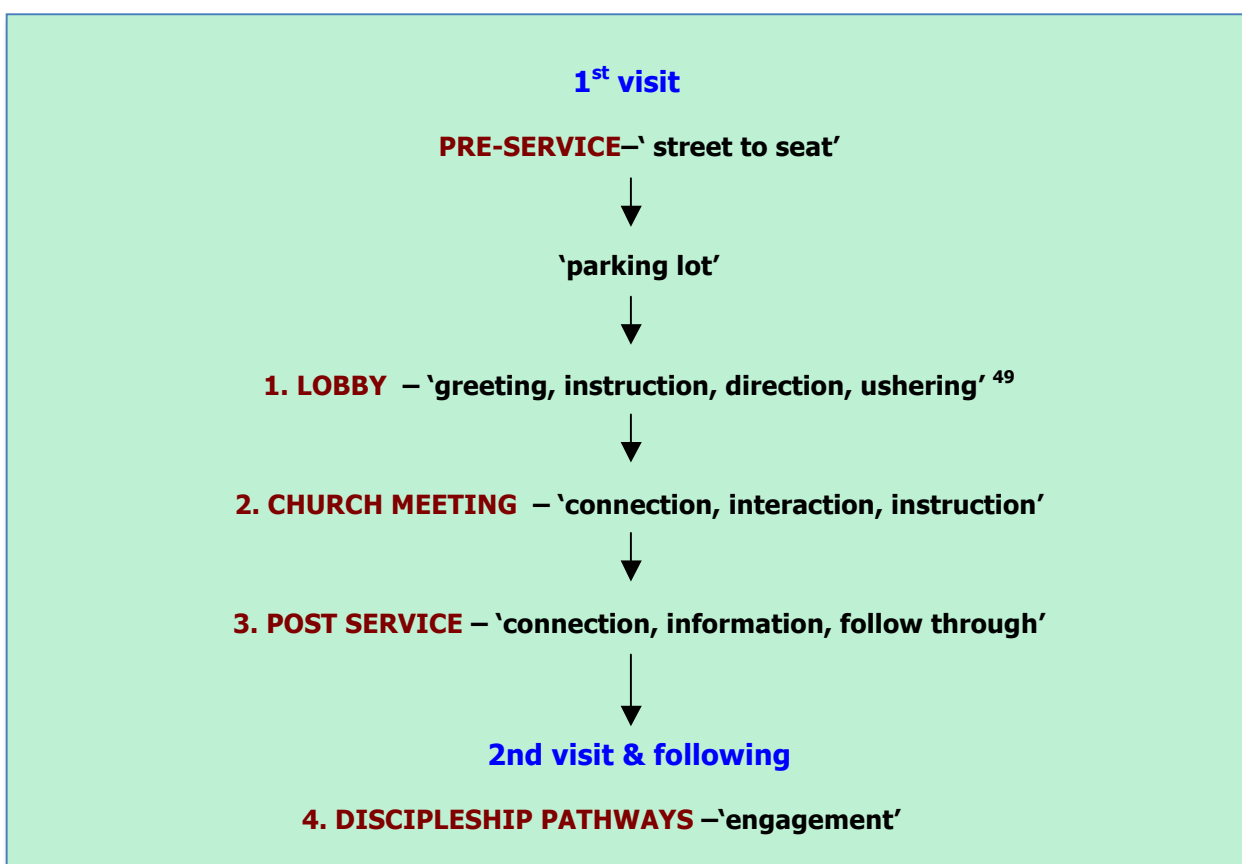 1st visit
PRE-SERVICE–‘ street to seat’
‘parking lot’
1. LOBBY – ‘greeting, instruction, direction, ushering’ 49
2. CHURCH MEETING – ‘connection, interaction, instruction’
3. POST SERVICE – ‘connection, information, follow through’
2nd visit & following
4. DISCIPLESHIP PATHWAYS –‘engagement’